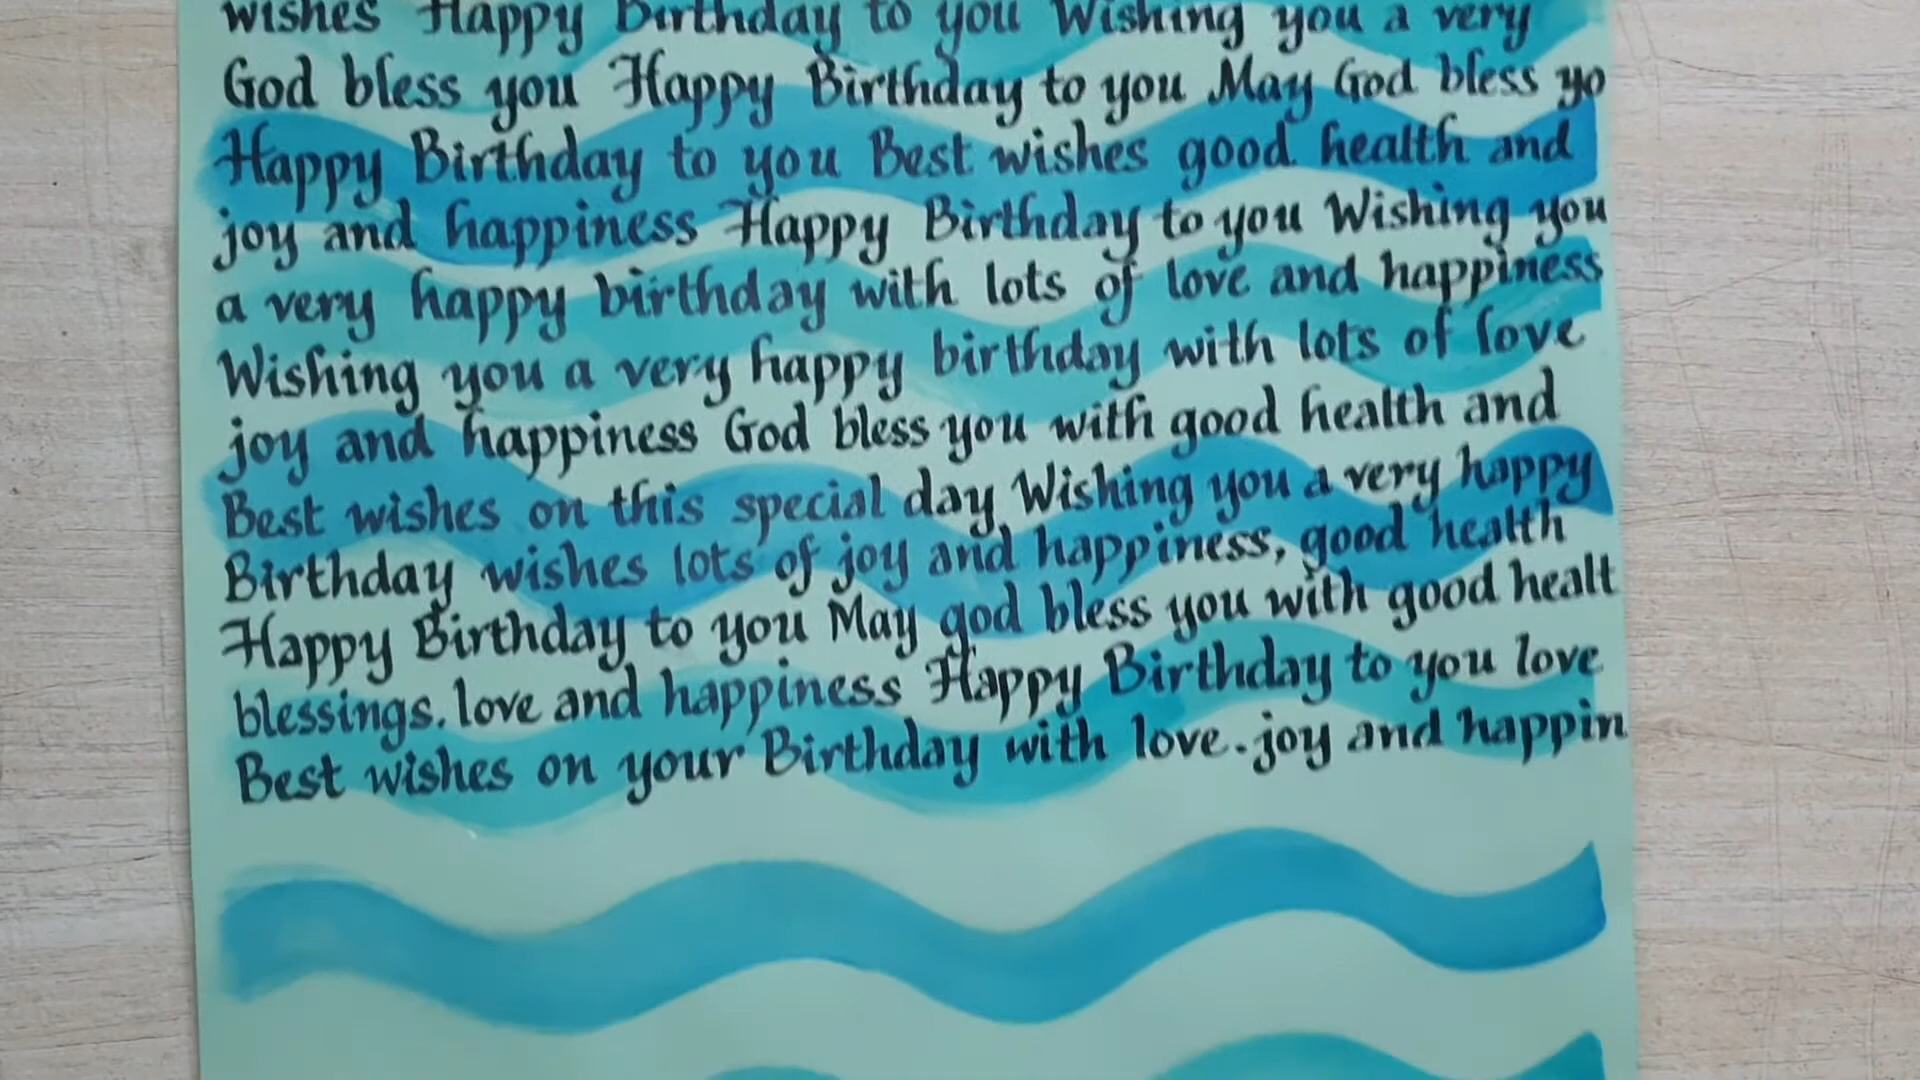 wishes Happy Birthday to you Wishing you a very
God bless you Happy Birthday to you May God bless yo
Happy Birthday to you Best wishes good health and
joy and happiness Happy Birthday to you Wishing you
a very happy birthday with lots of love and happiness
Wishing you a very happy birthday with lots of love
joy and happiness God bless you with good health and
Best wishes on this special day Wishing you a very happy
Birthday wishes lots of joy and happiness, good health
Happy Birthday to you May god bless you with good healt
blessings. love and happiness Happy Birthday to you love
Best wishes on your Birthday with love. joy and happin